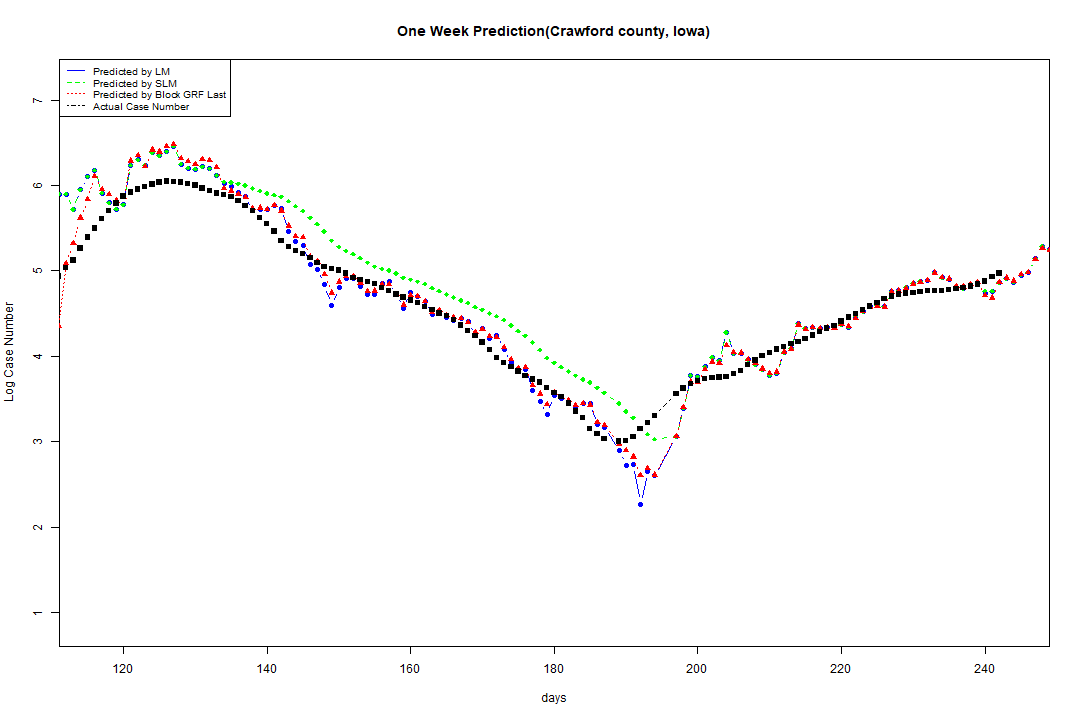 One Week Prediction(Crawford county, Iowa)
Predicted by LM
Predicted by SLM
Predicted by Block GRF Last
Actual Case Number
7
6
5
4
3
2
1
Log Case Number
120 140 160 180 200 220 240
days